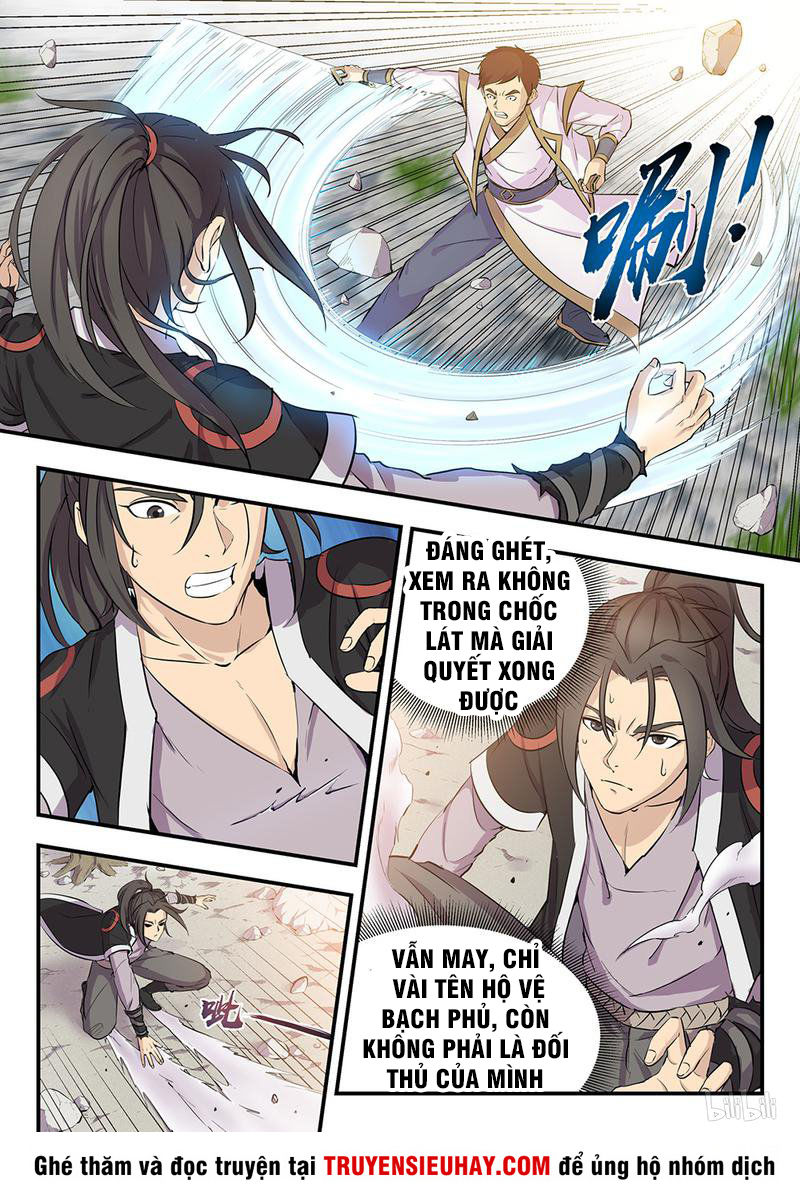 唰!
ĐÁNG GHÉT,
XEM RA KHÔNG
TRONG CHỐC
LÁT MÀ GIẢI
QUYẾT XONG
ĐƯỢC
VẪN MAY, CHỈ
VÀI TÊN HỘ VỆ
BẠCH PHỦ, CÒN
KHÔNG PHẢI LÀ ĐỐI
THỦ CỦA MÌNH
呲
bilibili
Ghé thăm và đọc truyện tại TRUYENSIEUHAY.COM để ủng hộ nhóm dịch